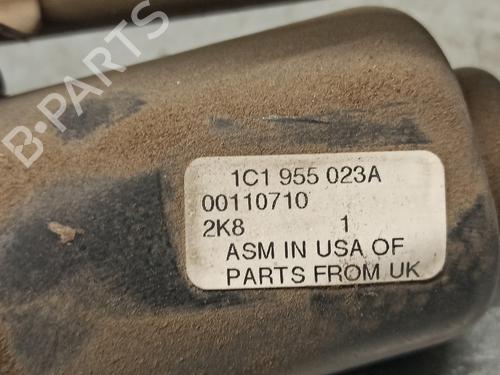 B-PARTS
1C1 955 023A
00110710
2K8 1
ASM IN USA OF
PARTS FROM UK